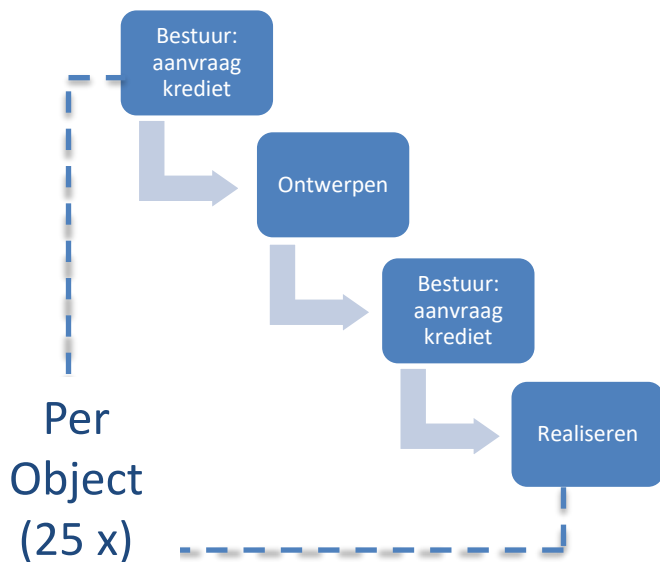 Bestuur:
aanvraag
krediet
Ontwerpen
Bestuur:
aanvraag
krediet
Realiseren
Per
Object
(25 x)